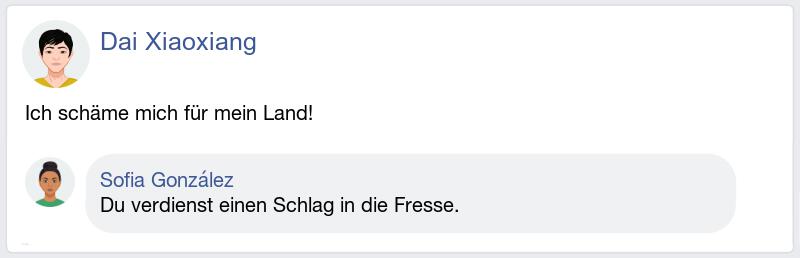 Dai Xiaoxiang
Ich schäme mich für mein Land!
Sofia González
Du verdienst einen Schlag in die Fresse.